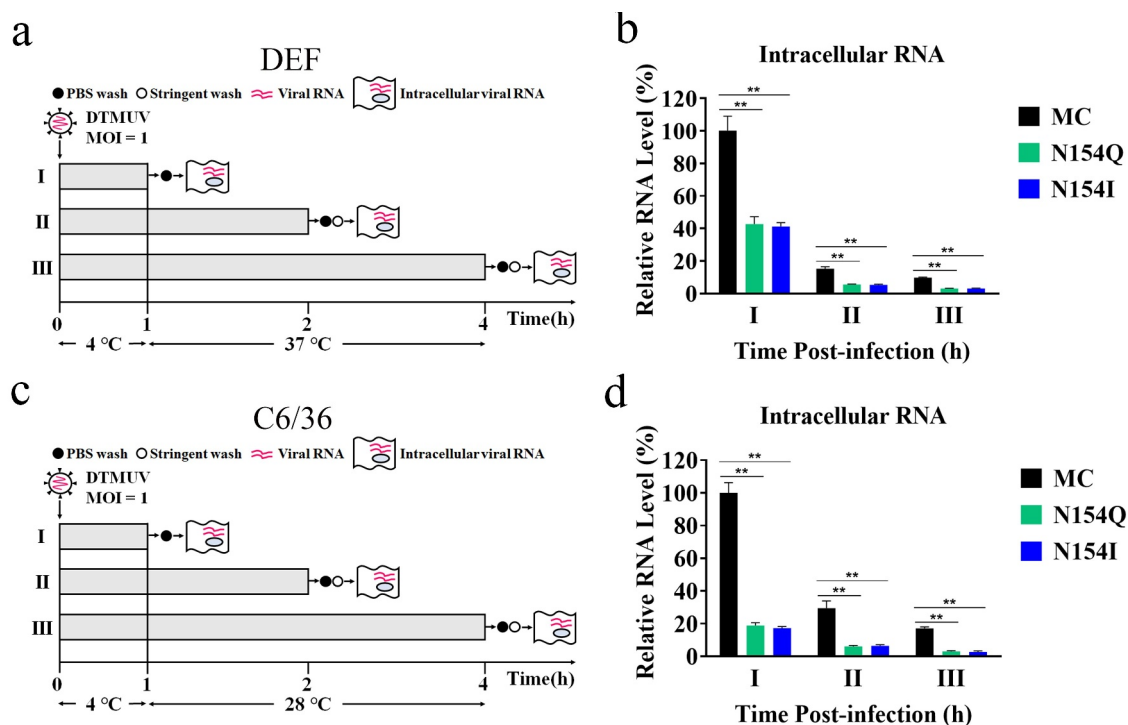 a
DEF
PBS wash Stringent wash Viral RNA Intracellular viral RNA
DTMUV
MOI = 1
I
II
III
0 1 2 4 Time(h)
4 °C 37 °C
b
Intracellular RNA
Relative RNA Level (%)
120
100
80
60
40
20
0
** ** ** ** ** **
I II III
Time Post-infection (h)
MC
N154Q
N154I
c
C6/36
PBS wash Stringent wash Viral RNA Intracellular viral RNA
DTMUV
MOI = 1
I
II
III
0 1 2 4 Time(h)
4 °C 28 °C
d
Intracellular RNA
Relative RNA Level (%)
120
100
80
60
40
20
0
** ** ** ** ** **
I II III
Time Post-infection (h)
MC
N154Q
N154I